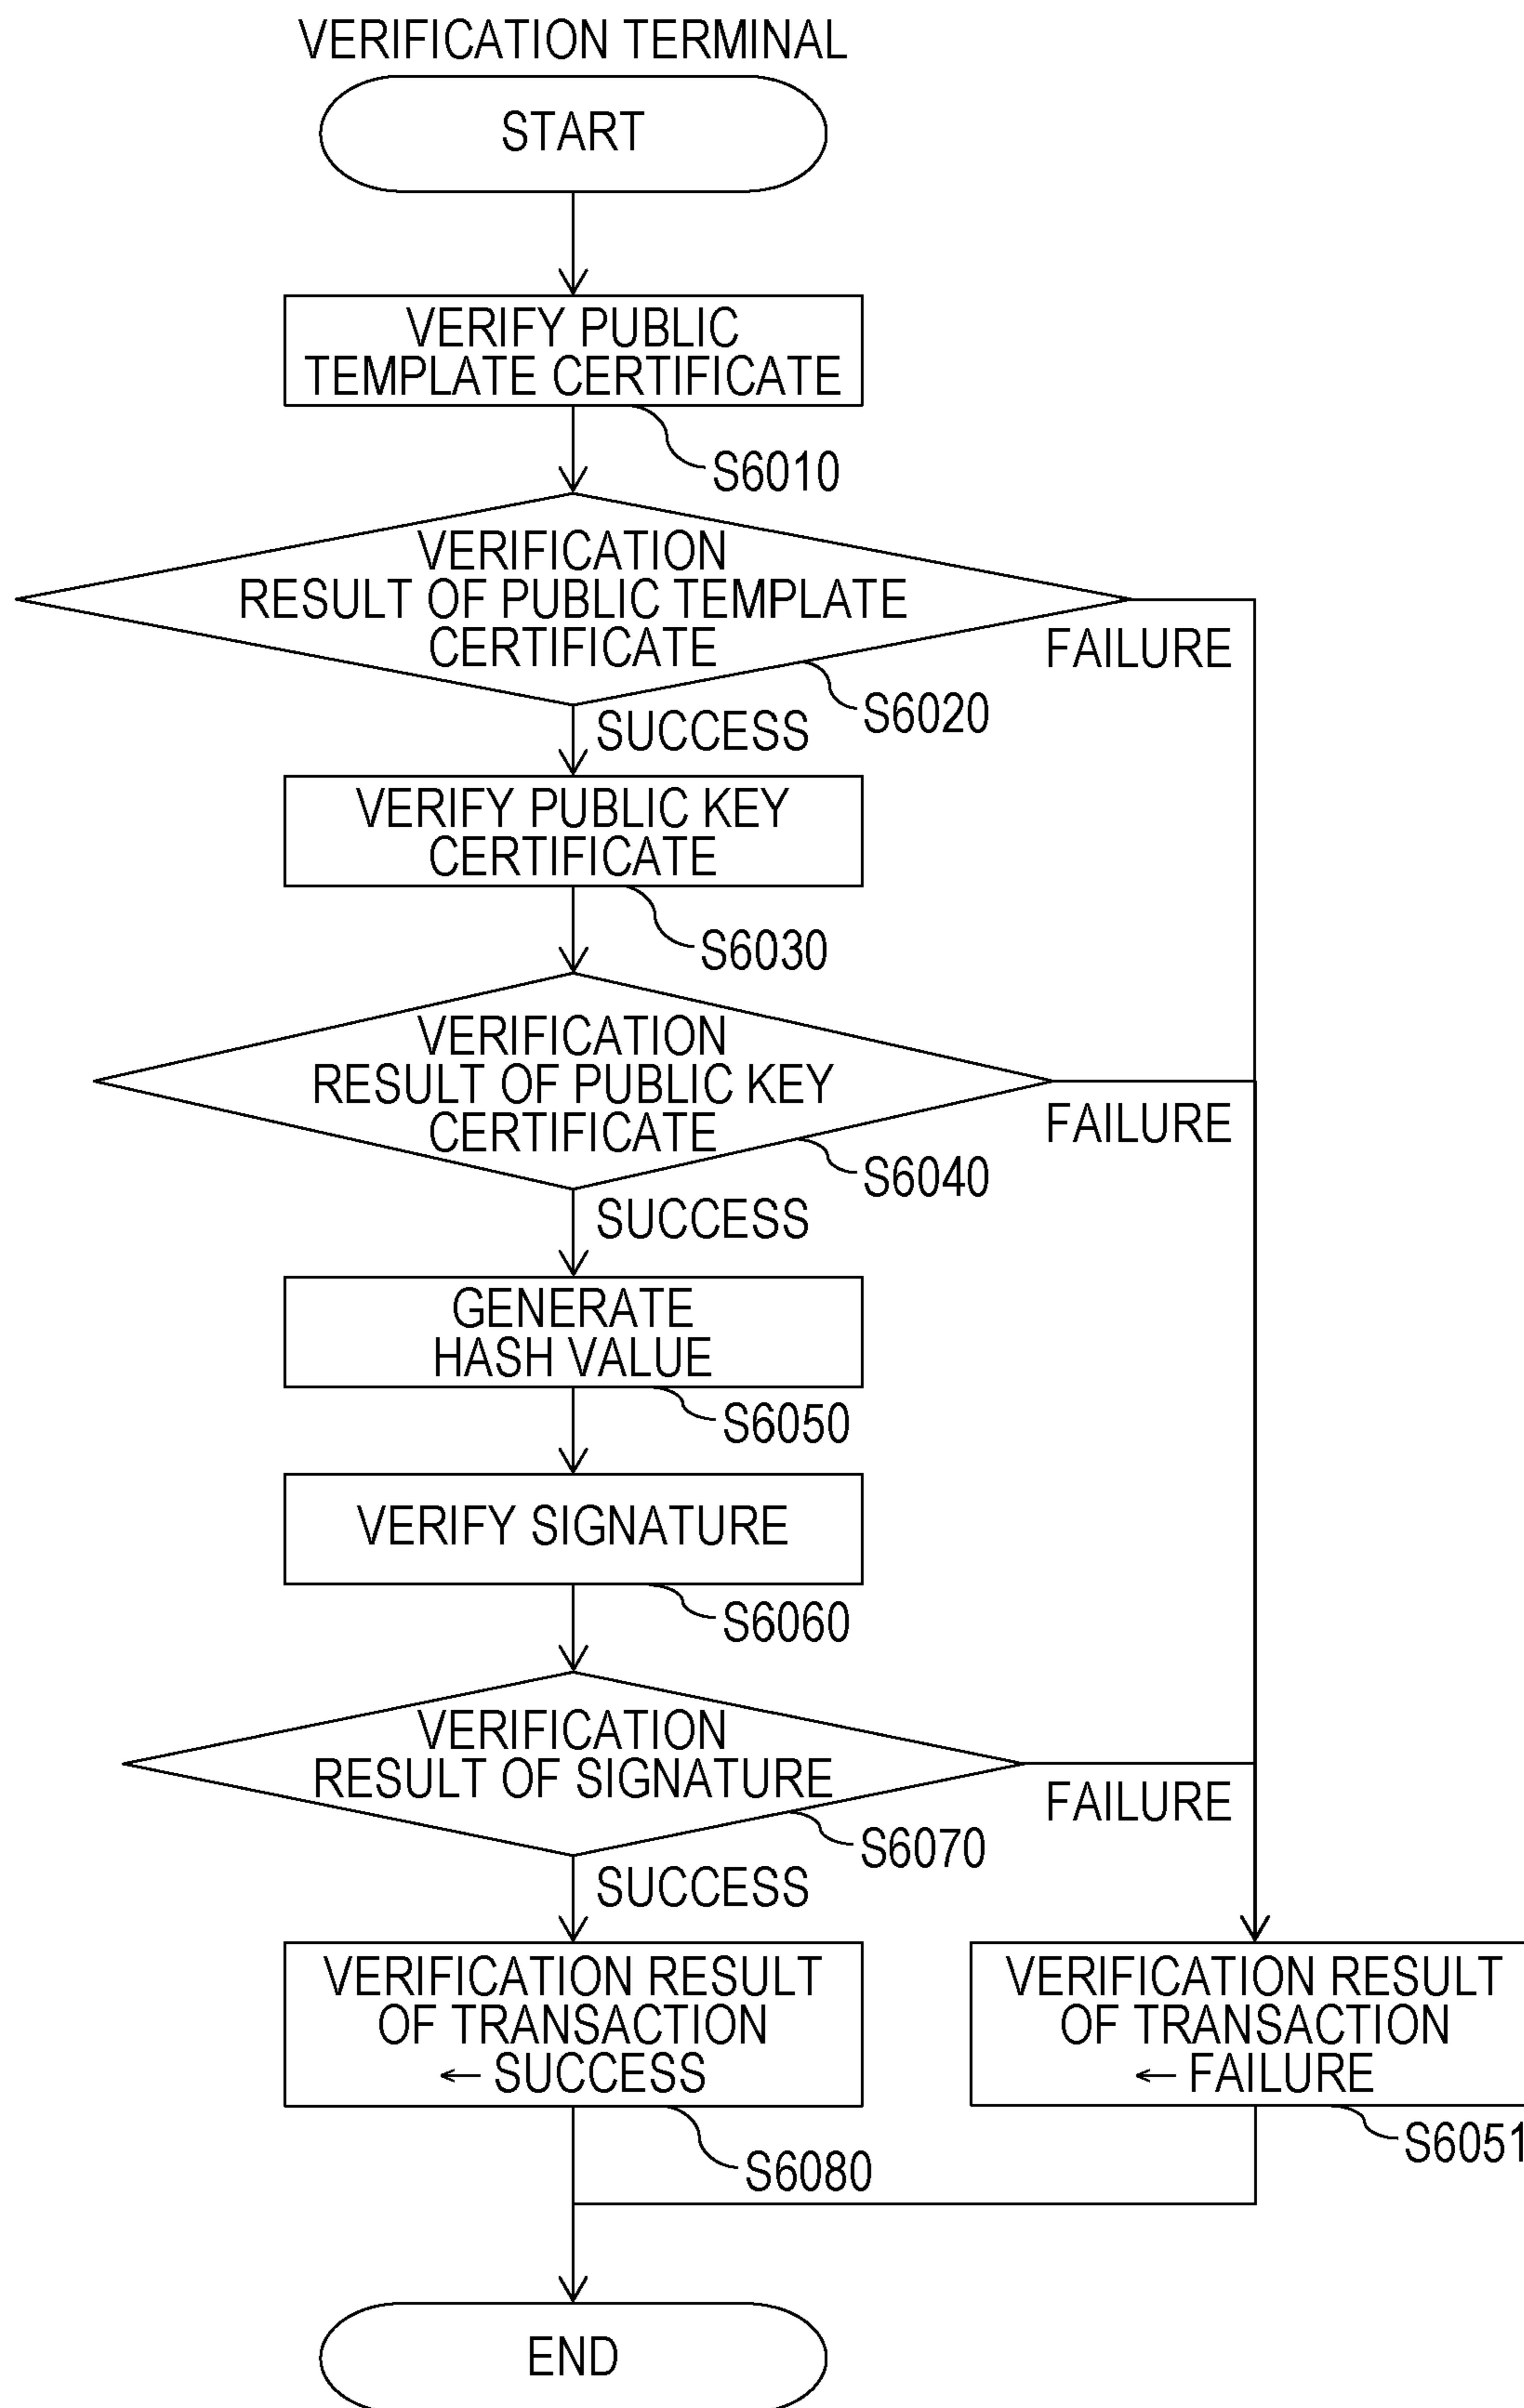 VERIFICATION TERMINAL
START
VERIFY PUBLIC
TEMPLATE CERTIFICATE
S6010
VERIFICATION
RESULT OF PUBLIC TEMPLATE
CERTIFICATE
FAILURE
S6020
SUCCESS
VERIFY PUBLIC KEY
CERTIFICATE
S6030
VERIFICATION
RESULT OF PUBLIC KEY
CERTIFICATE
FAILURE
S6040
SUCCESS
GENERATE
HASH VALUE
S6050
VERIFY SIGNATURE
S6060
VERIFICATION
RESULT OF SIGNATURE
FAILURE
S6070
SUCCESS
VERIFICATION RESULT
OF TRANSACTION
← SUCCESS
S6080
VERIFICATION RESULT
OF TRANSACTION
← FAILURE
S6051
END